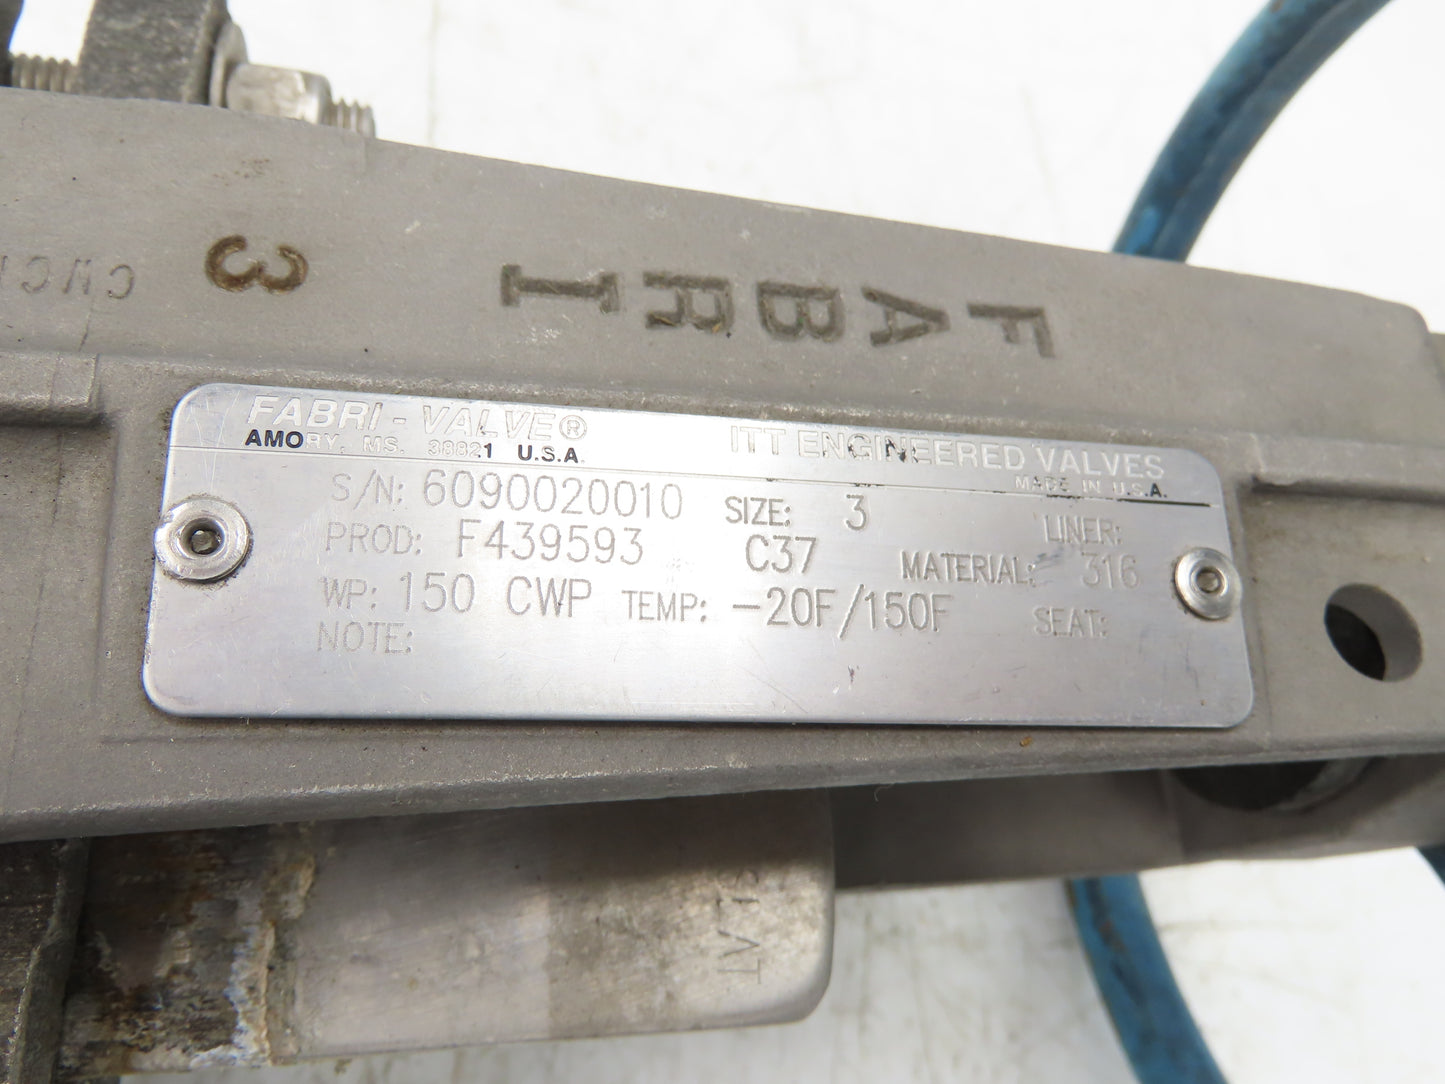 CWC
3
FABRI
FABRI-VALVE® ITT ENGINEERED VALVES
AMORY, MS. 38821 U.S.A. MADE IN U.S.A.
S/N: 6090020010 SIZE: 3 LINER:
PROD: F439593 C37 MATERIAL: 316
WP: 150 CWP TEMP: -20F/150F SEAT:
NOTE: